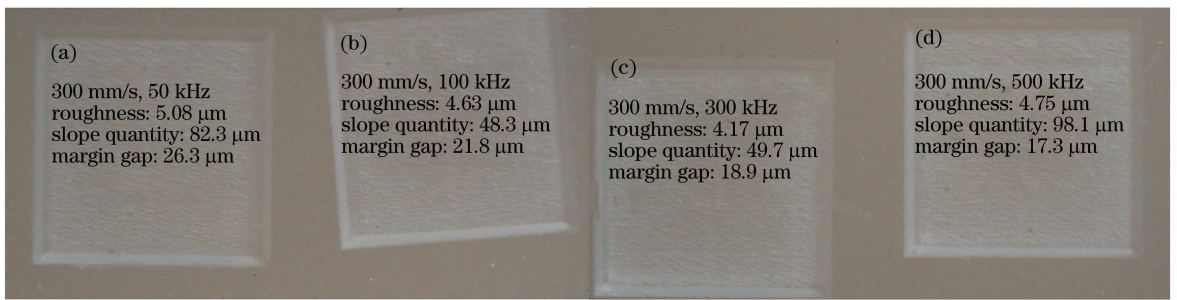 (a)
300 mm/s, 50 kHz
roughness: 5.08 μm
slope quantity: 82.3 μm
margin gap: 26.3 μm
(b)
300 mm/s, 100 kHz
roughness: 4.63 μm
slope quantity: 48.3 μm
margin gap: 21.8 μm
(c)
300 mm/s, 300 kHz
roughness: 4.17 μm
slope quantity: 49.7 μm
margin gap: 18.9 μm
(d)
300 mm/s, 500 kHz
roughness: 4.75 μm
slope quantity: 98.1 μm
margin gap: 17.3 μm